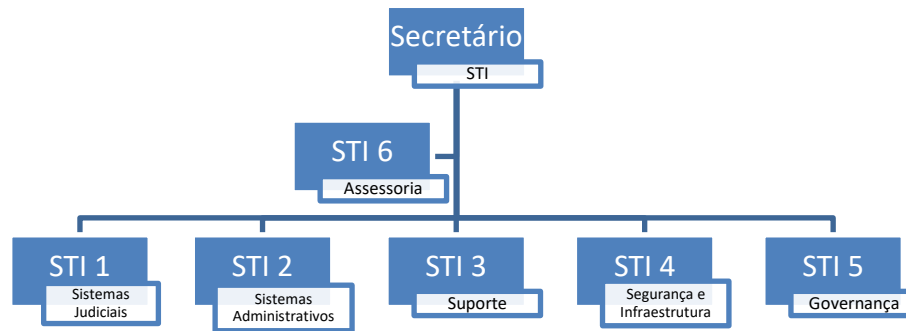 Secretário
STI
STI 6
Assessoria
STI 1
Sistemas
Judiciais
STI 2
Sistemas
Administrativos
STI 3
Suporte
STI 4
Segurança e
Infraestrutura
STI 5
Governança